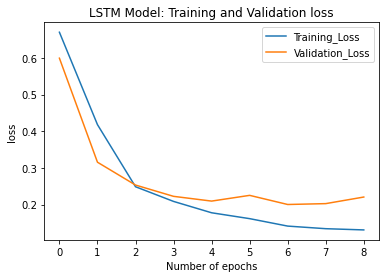 LSTM Model: Training and Validation loss
Training_Loss
Validation_Loss
loss
0.6
0.5
0.4
0.3
0.2
0 1 2 3 4 5 6 7 8
Number of epochs